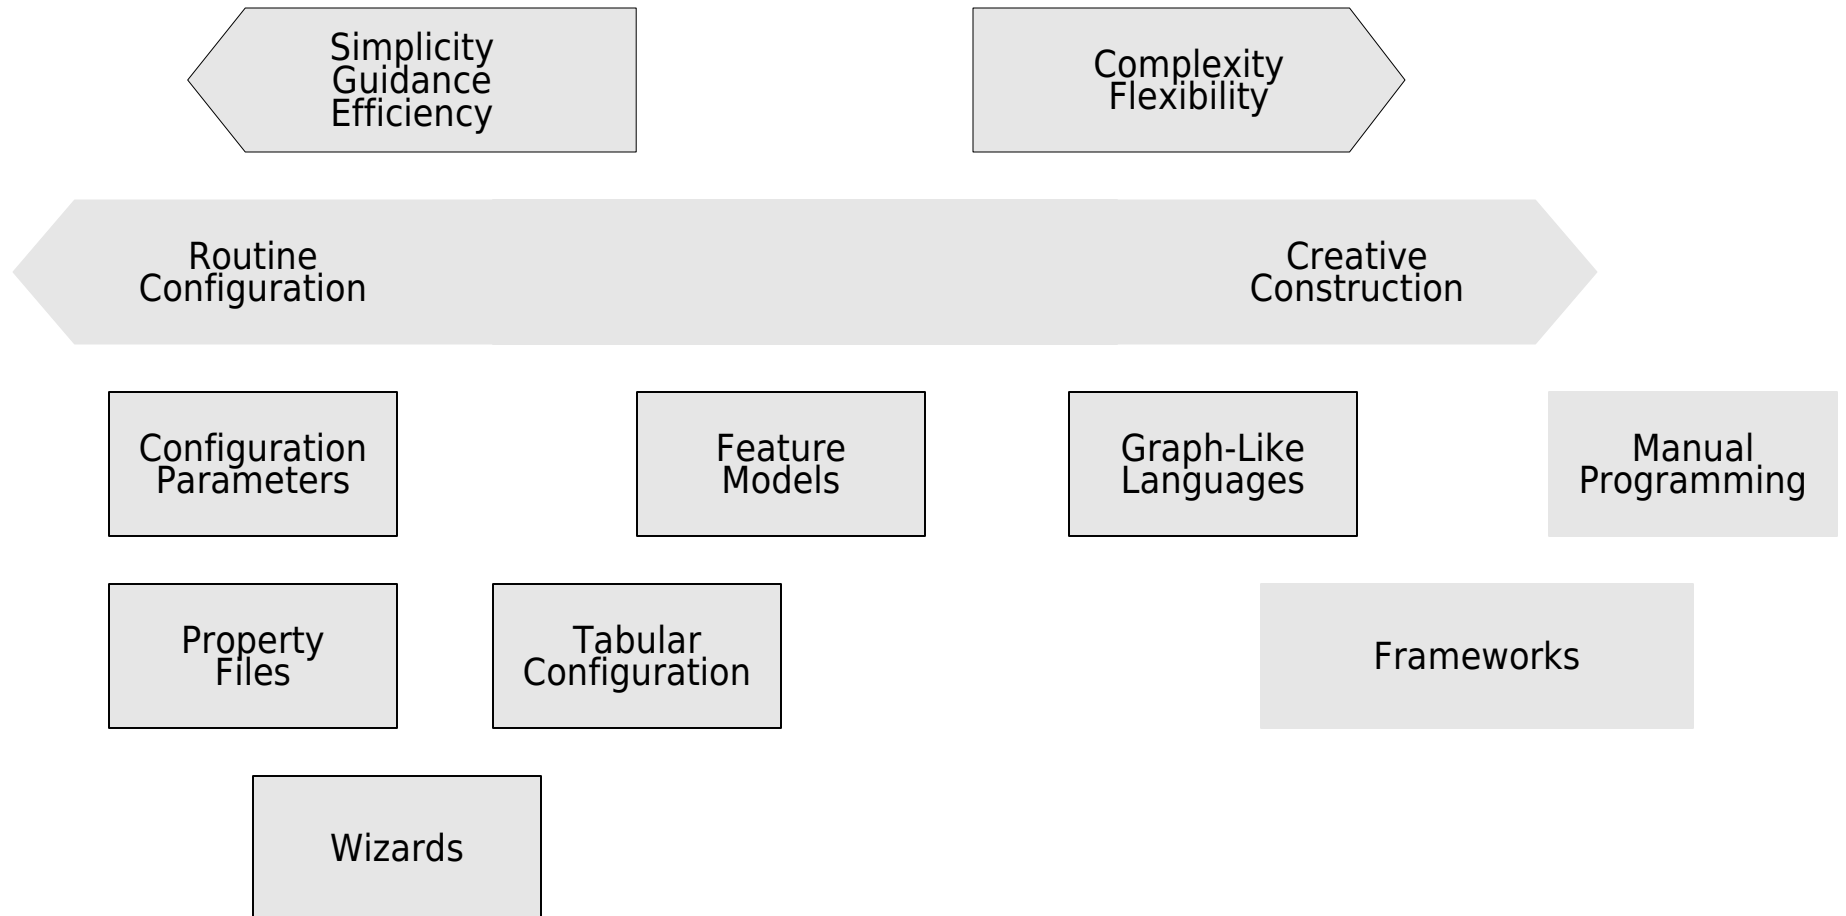 Simplicity
Guidance
Efficiency
Complexity
Flexibility
Routine
Configuration
Creative
Construction
Configuration
Parameters
Feature
Models
Graph-Like
Languages
Manual
Programming
Property
Files
Tabular
Configuration
Frameworks
Wizards